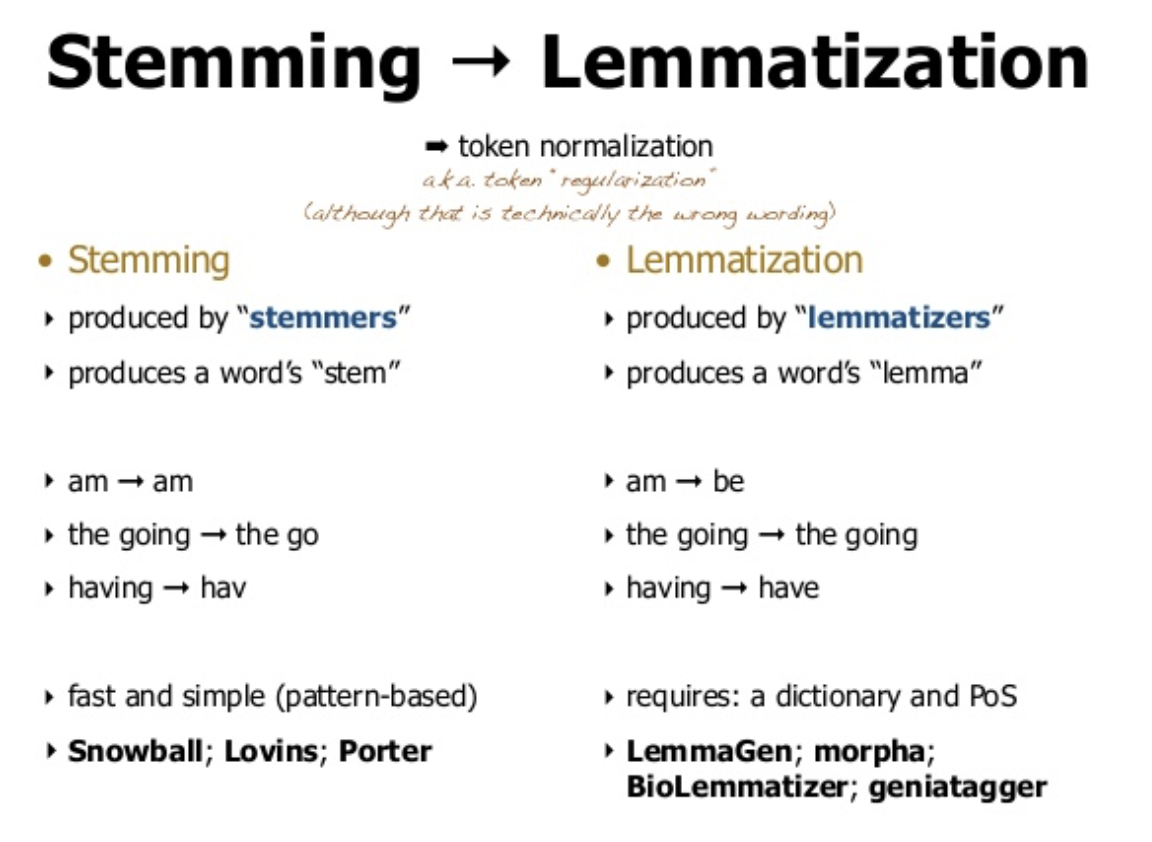 Stemming → Lemmatization
➡ token normalization
a.k.a. token "regularization"
(although that is technically the wrong wording)
• Stemming
‣ produced by “stemmers”
‣ produces a word’s “stem”
‣ am → am
‣ the going → the go
‣ having → hav
‣ fast and simple (pattern-based)
‣ Snowball; Lovins; Porter
• Lemmatization
‣ produced by “lemmatizers”
‣ produces a word’s “lemma”
‣ am → be
‣ the going → the going
‣ having → have
‣ requires: a dictionary and PoS
‣ LemmaGen; morpha;
BioLemmatizer; geniatagger